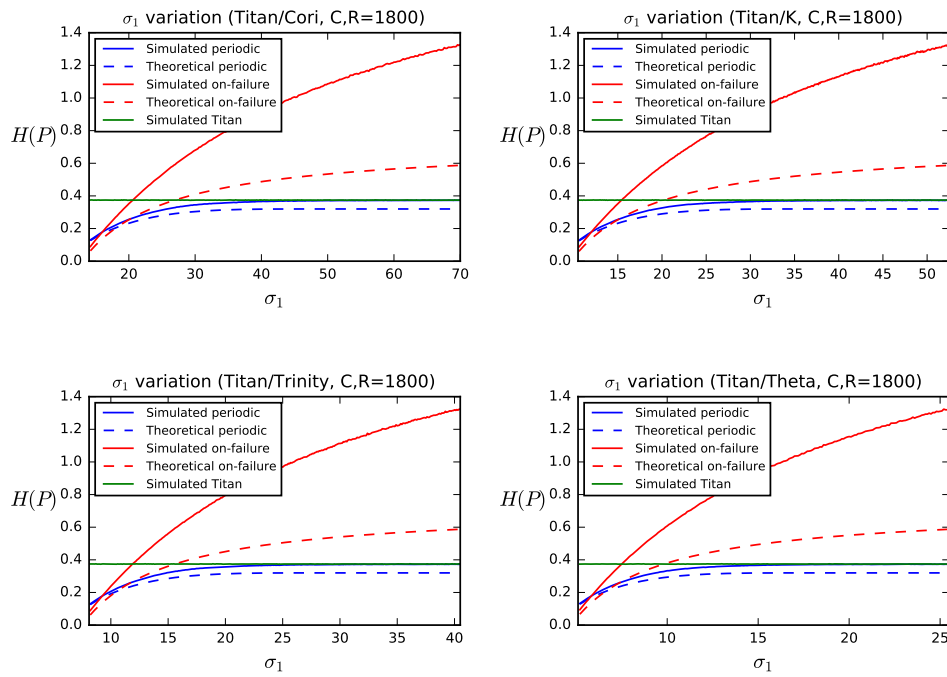 σ₁ variation (Titan/Cori, C,R=1800)
1.4
1.2
1.0
0.8
0.6
0.4
0.2
0.0
H(P)
Simulated periodic
Theoretical periodic
Simulated on-failure
Theoretical on-failure
Simulated Titan
20 30 40 50 60 70
σ₁
σ₁ variation (Titan/K, C,R=1800)
1.4
1.2
1.0
0.8
0.6
0.4
0.2
0.0
H(P)
Simulated periodic
Theoretical periodic
Simulated on-failure
Theoretical on-failure
Simulated Titan
15 20 25 30 35 40 45 50
σ₁
σ₁ variation (Titan/Trinity, C,R=1800)
1.4
1.2
1.0
0.8
0.6
0.4
0.2
0.0
H(P)
Simulated periodic
Theoretical periodic
Simulated on-failure
Theoretical on-failure
Simulated Titan
10 15 20 25 30 35 40
σ₁
σ₁ variation (Titan/Theta, C,R=1800)
1.4
1.2
1.0
0.8
0.6
0.4
0.2
0.0
H(P)
Simulated periodic
Theoretical periodic
Simulated on-failure
Theoretical on-failure
Simulated Titan
10 15 20 25
σ₁